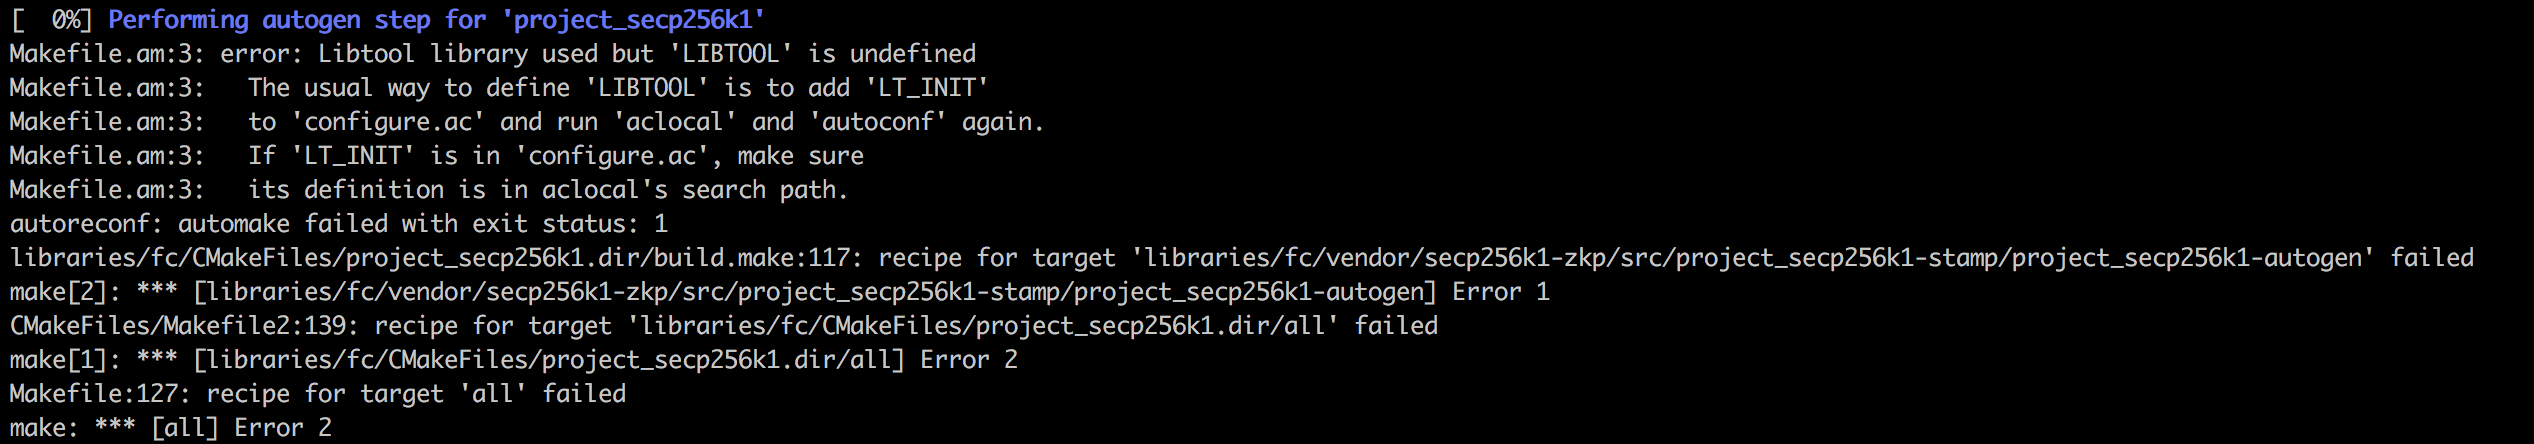 [  0%] Performing autogen step for 'project_secp256k1'
Makefile.am:3: error: Libtool library used but 'LIBTOOL' is undefined
Makefile.am:3:   The usual way to define 'LIBTOOL' is to add 'LT_INIT'
Makefile.am:3:   to 'configure.ac' and run 'aclocal' and 'autoconf' again.
Makefile.am:3:   If 'LT_INIT' is in 'configure.ac', make sure
Makefile.am:3:   its definition is in aclocal's search path.
autoreconf: automake failed with exit status: 1
libraries/fc/CMakeFiles/project_secp256k1.dir/build.make:117: recipe for target 'libraries/fc/vendor/secp256k1-zkp/src/project_secp256k1-stamp/project_secp256k1-autogen' failed
make[2]: *** [libraries/fc/vendor/secp256k1-zkp/src/project_secp256k1-stamp/project_secp256k1-autogen] Error 1
CMakeFiles/Makefile2:139: recipe for target 'libraries/fc/CMakeFiles/project_secp256k1.dir/all' failed
make[1]: *** [libraries/fc/CMakeFiles/project_secp256k1.dir/all] Error 2
Makefile:127: recipe for target 'all' failed
make: *** [all] Error 2